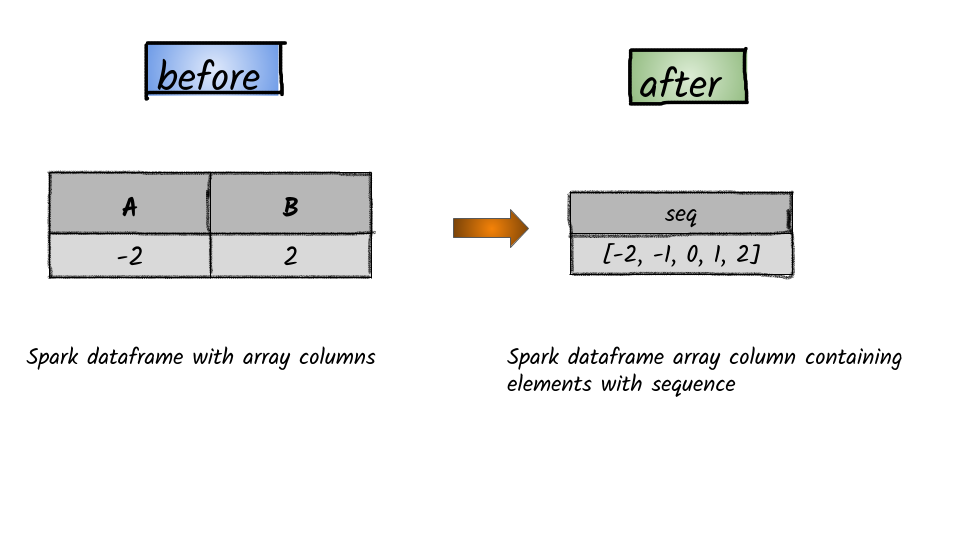 before
after
A B
-2 2
seq
[-2, -1, 0, 1, 2]
Spark dataframe with array columns
Spark dataframe array column containing
elements with sequence